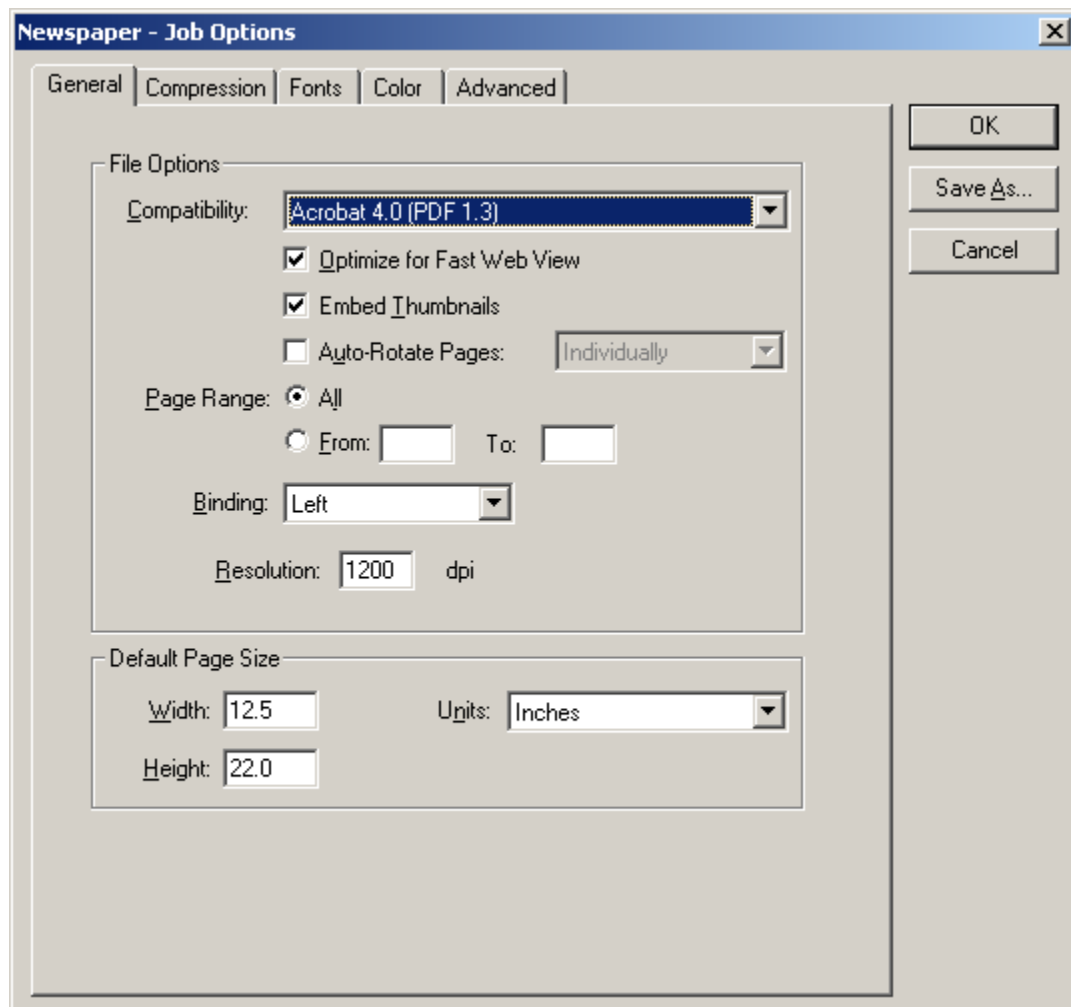 Newspaper - Job Options
General Compression Fonts Color Advanced
OK
File Options
Save As...
Compatibility: Acrobat 4.0 (PDF 1.3)
Cancel
Optimize for Fast Web View
Embed Thumbnails
Auto-Rotate Pages: Individually
Page Range: All
From: To:
Binding: Left
Resolution: 1200 dpi
Default Page Size
Width: 12.5 Units: Inches
Height: 22.0